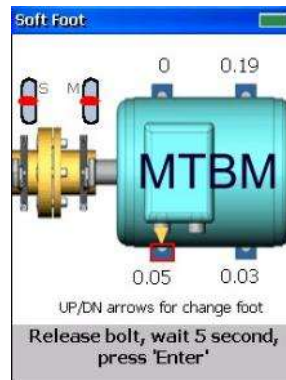 Soft Foot
0 0.19
S M
MTBM
0.05 0.03
UP/DN arrows for change foot
Release bolt, wait 5 second,
press 'Enter'